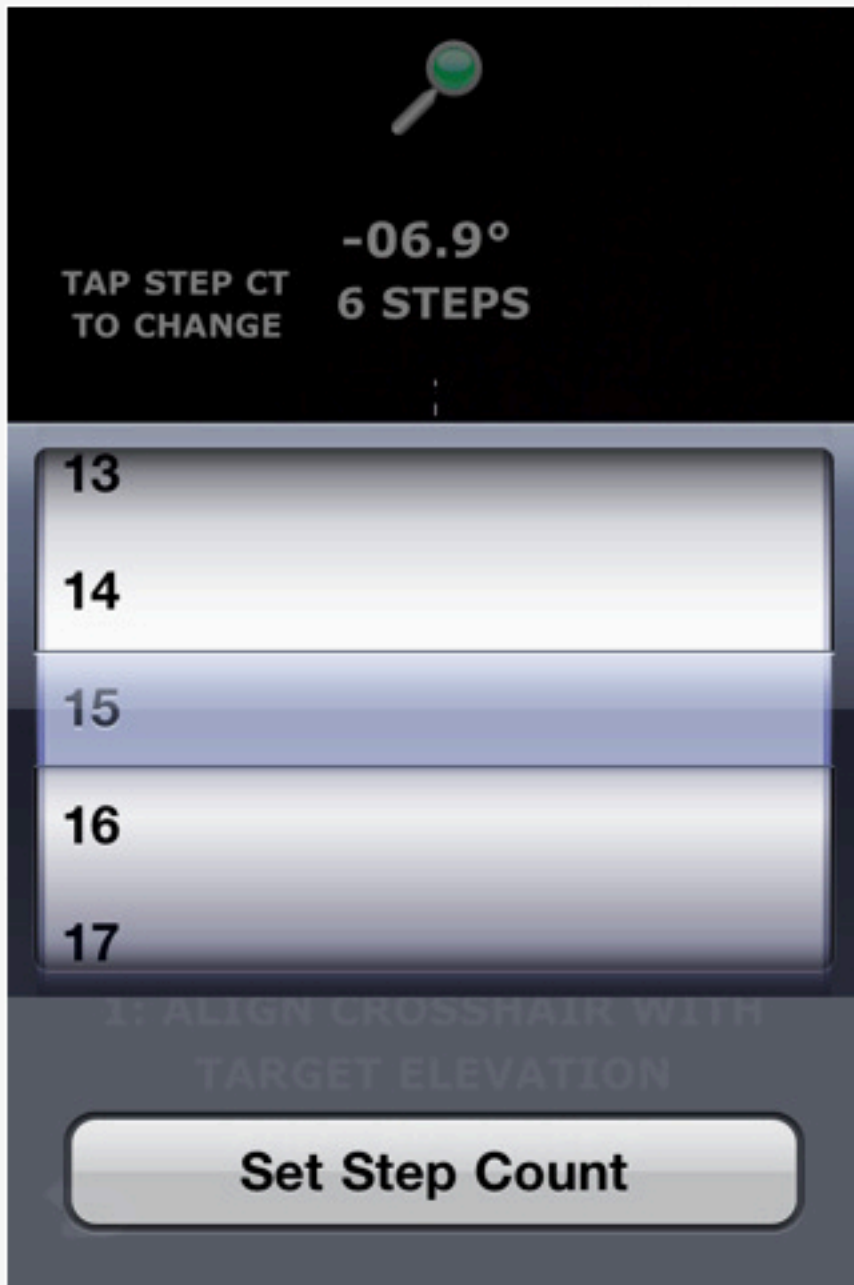 -06.9°
TAP STEP CT
TO CHANGE
6 STEPS
13
14
15
16
17
1: ALIGN CROSSHAIR WITH
TARGET ELEVATION
Set Step Count